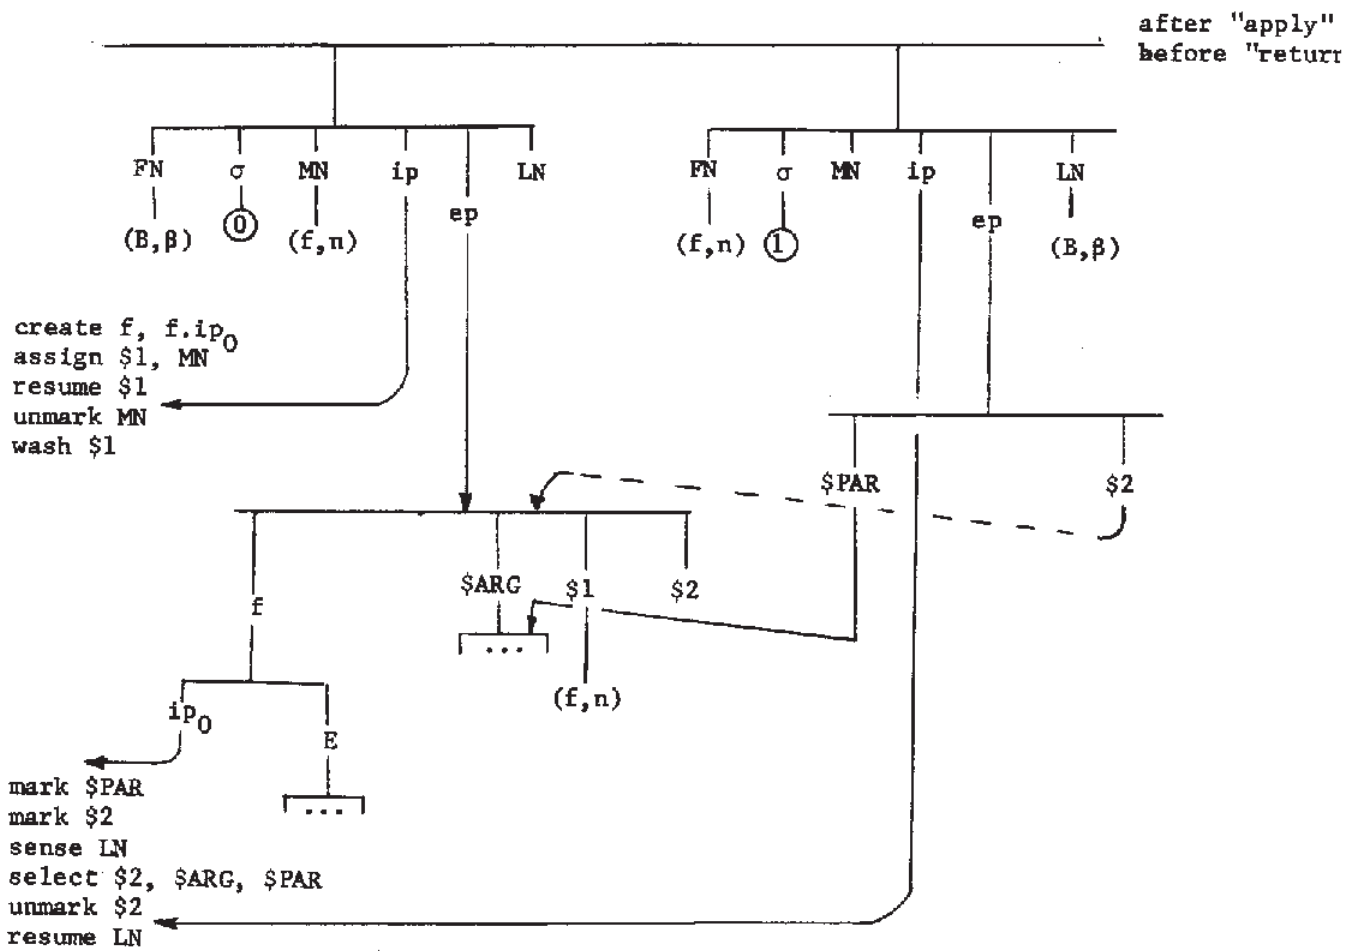 after "apply"
before "return
FN σ MN ip ep LN
(B,β) 0 (f,n)
FN σ MN ip ep LN
(f,n) 1 (B,β)
create f, f.ip0
assign $1, MN
resume $1
unmark MN
wash $1
$PAR $2
f $ARG $1 $2
...
(f,n)
ip0 E
...
mark $PAR
mark $2
sense LN
select $2, $ARG, $PAR
unmark $2
resume LN